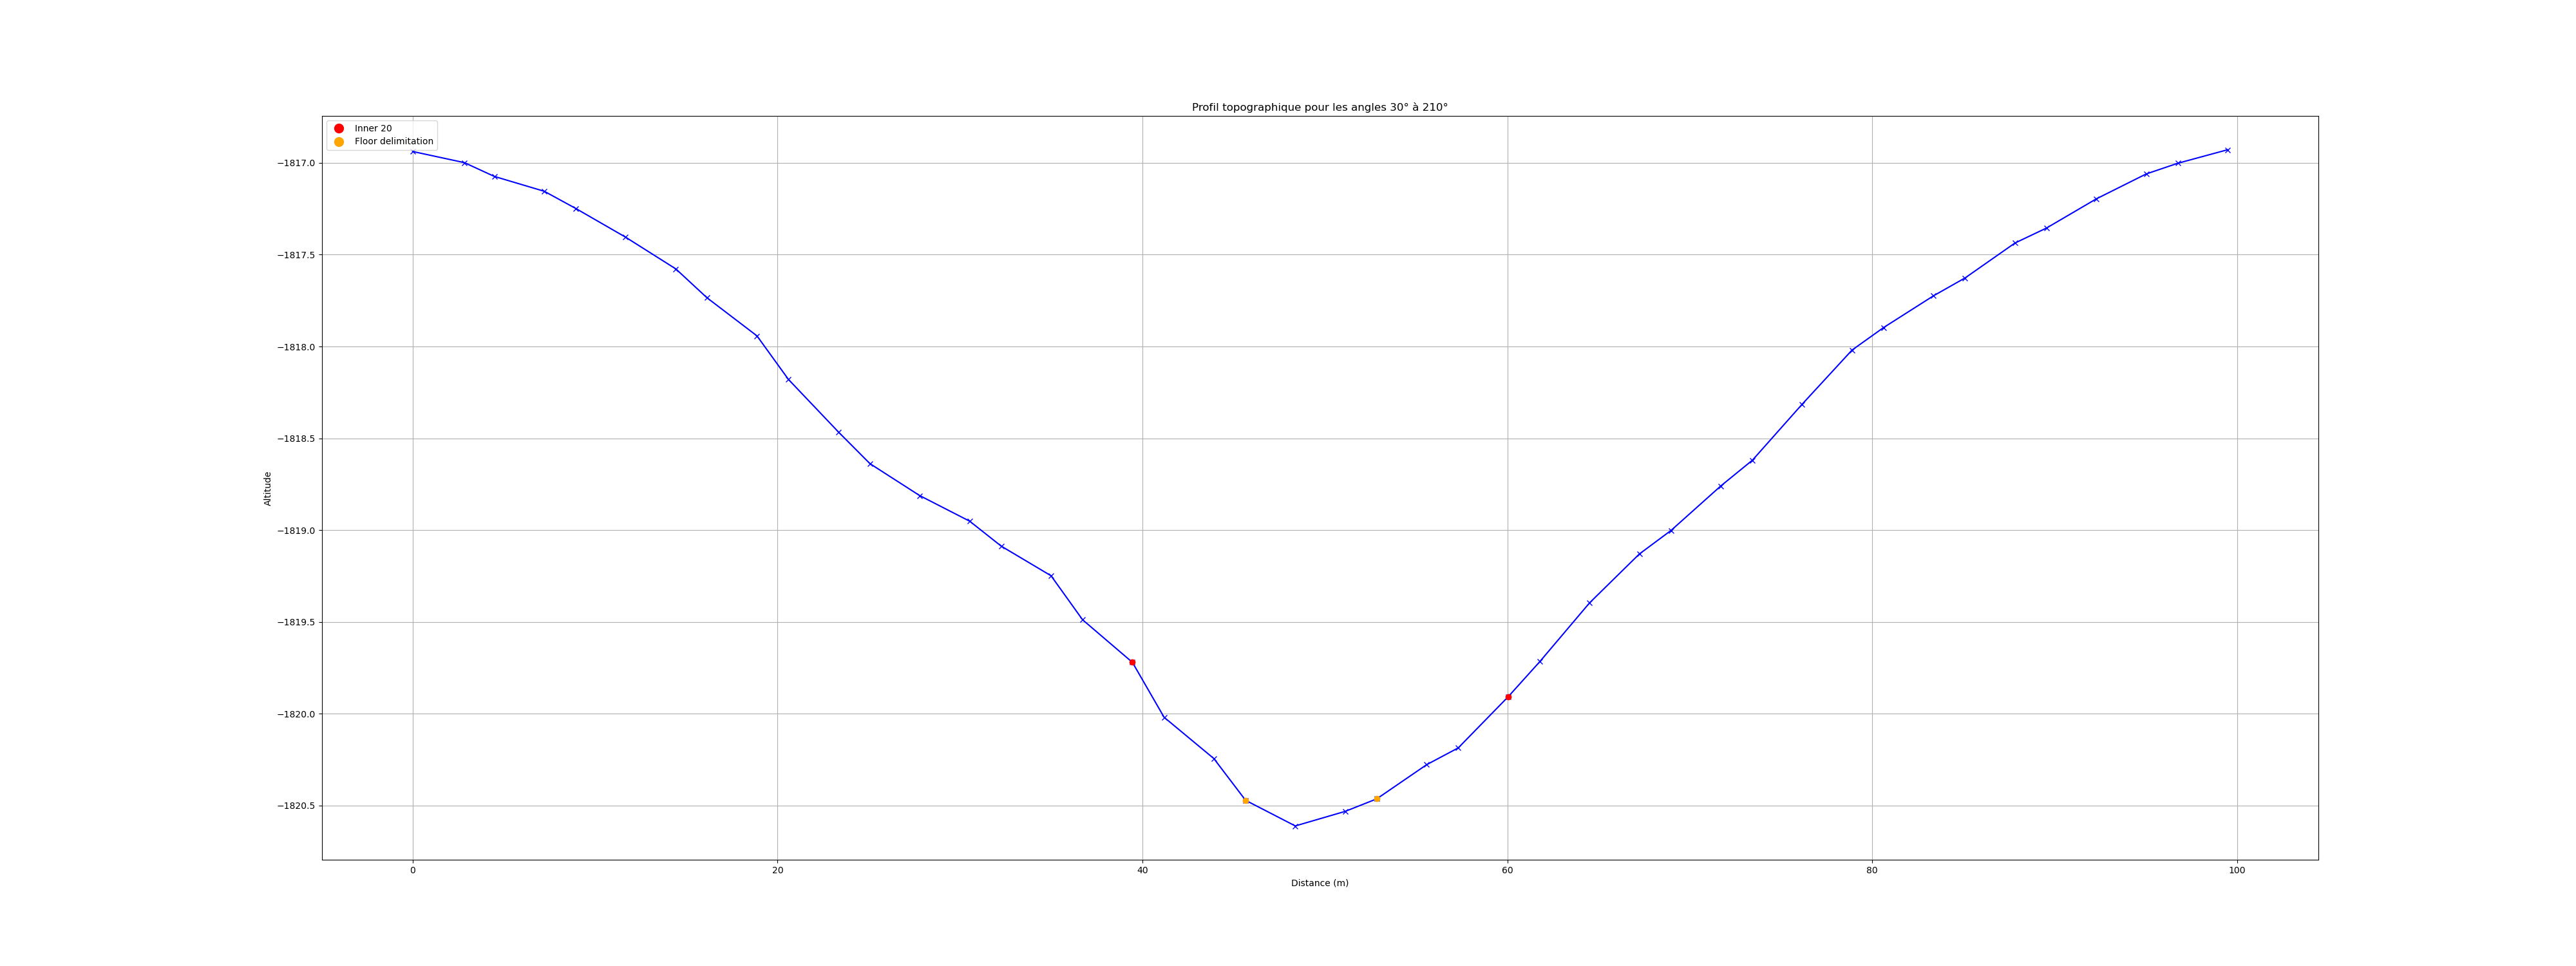 Profil topographique pour les angles 30° à 210°
Inner 20
Floor delimitation
−1817.0
−1817.5
−1818.0
−1818.5
−1819.0
−1819.5
−1820.0
−1820.5
Altitude
0
20
40
60
80
100
Distance (m)